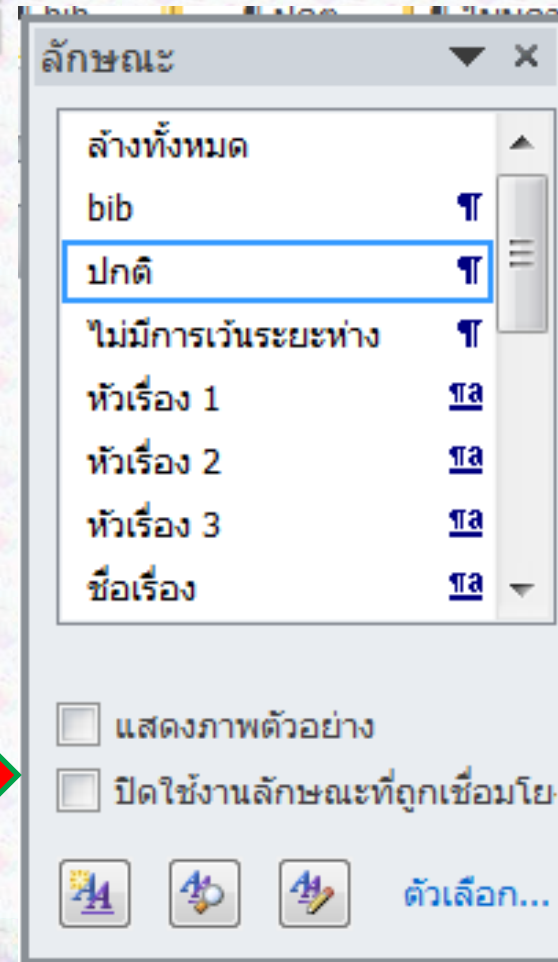 ลักษณะ
ล้างทั้งหมด
bib ¶
ปกติ ¶
ไม่มีการเว้นระยะห่าง ¶
หัวเรื่อง 1 ¶a
หัวเรื่อง 2 ¶a
หัวเรื่อง 3 ¶a
ชื่อเรื่อง ¶a
แสดงภาพตัวอย่าง
ปิดใช้งานลักษณะที่ถูกเชื่อมโย
ตัวเลือก...